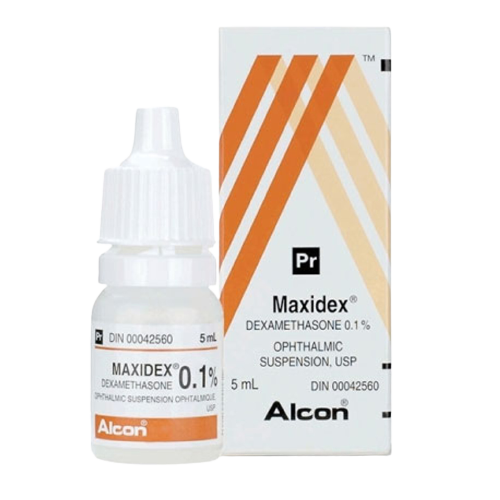 Pr
DIN 00042560
5 mL
MAXIDEX®
DEXAMETHASONE
0.1%
OPHTHALMIC SUSPENSION OPHTALMIQUE,
USP
Alcon®
TM
Pr
Maxidex®
DEXAMETHASONE 0.1%
OPHTHALMIC
SUSPENSION, USP
5 mL
DIN 00042560
Alcon®